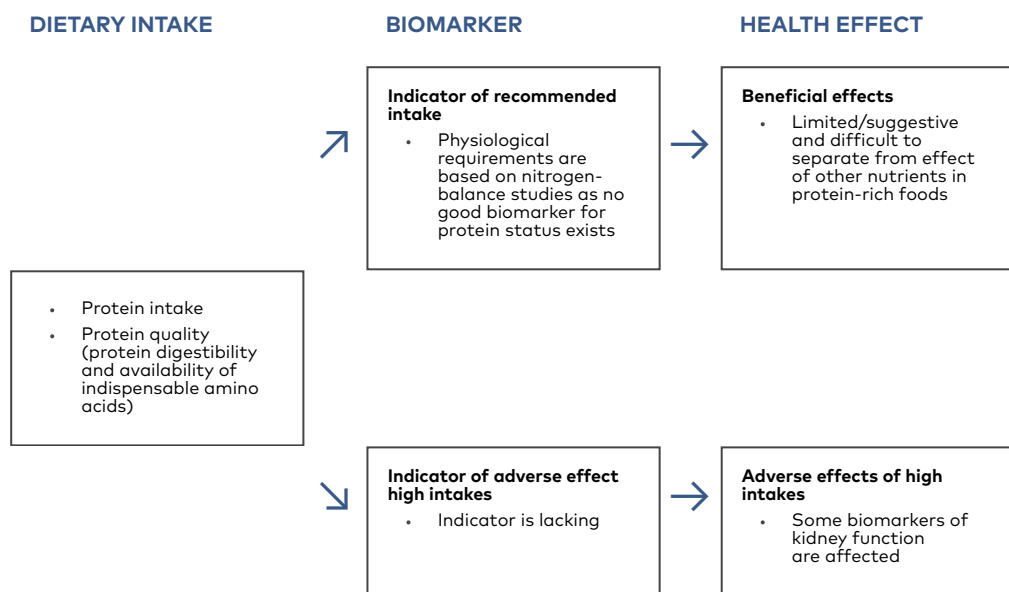 DIETARY INTAKE
BIOMARKER
HEALTH EFFECT
Indicator of recommended
intake
• Physiological
requirements are
based on nitrogen-
balance studies as no
good biomarker for
protein status exists
Beneficial effects
• Limited/suggestive
and difficult to
separate from effect
of other nutrients in
protein-rich foods
• Protein intake
• Protein quality
(protein digestibility
and availability of
indispensable amino
acids)
Indicator of adverse effect
high intakes
• Indicator is lacking
Adverse effects of high
intakes
• Some biomarkers of
kidney function
are affected